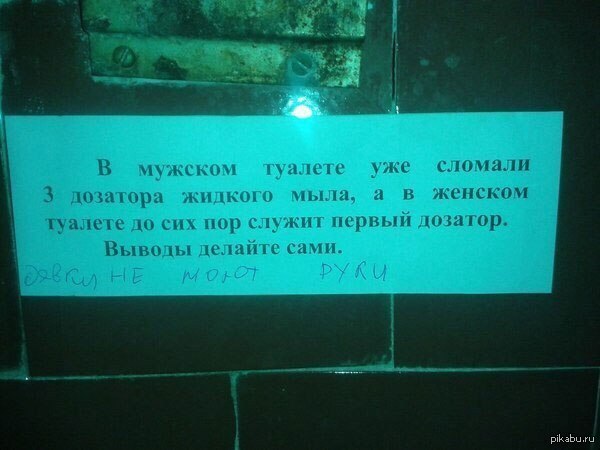 В мужском туалете уже сломали
3 дозатора жидкого мыла, а в женском
туалете до сих пор служит первый дозатор.
Выводы делайте сами.
ДЭВКИ НЕ МОЮТ РУКИ
pikabu.ru